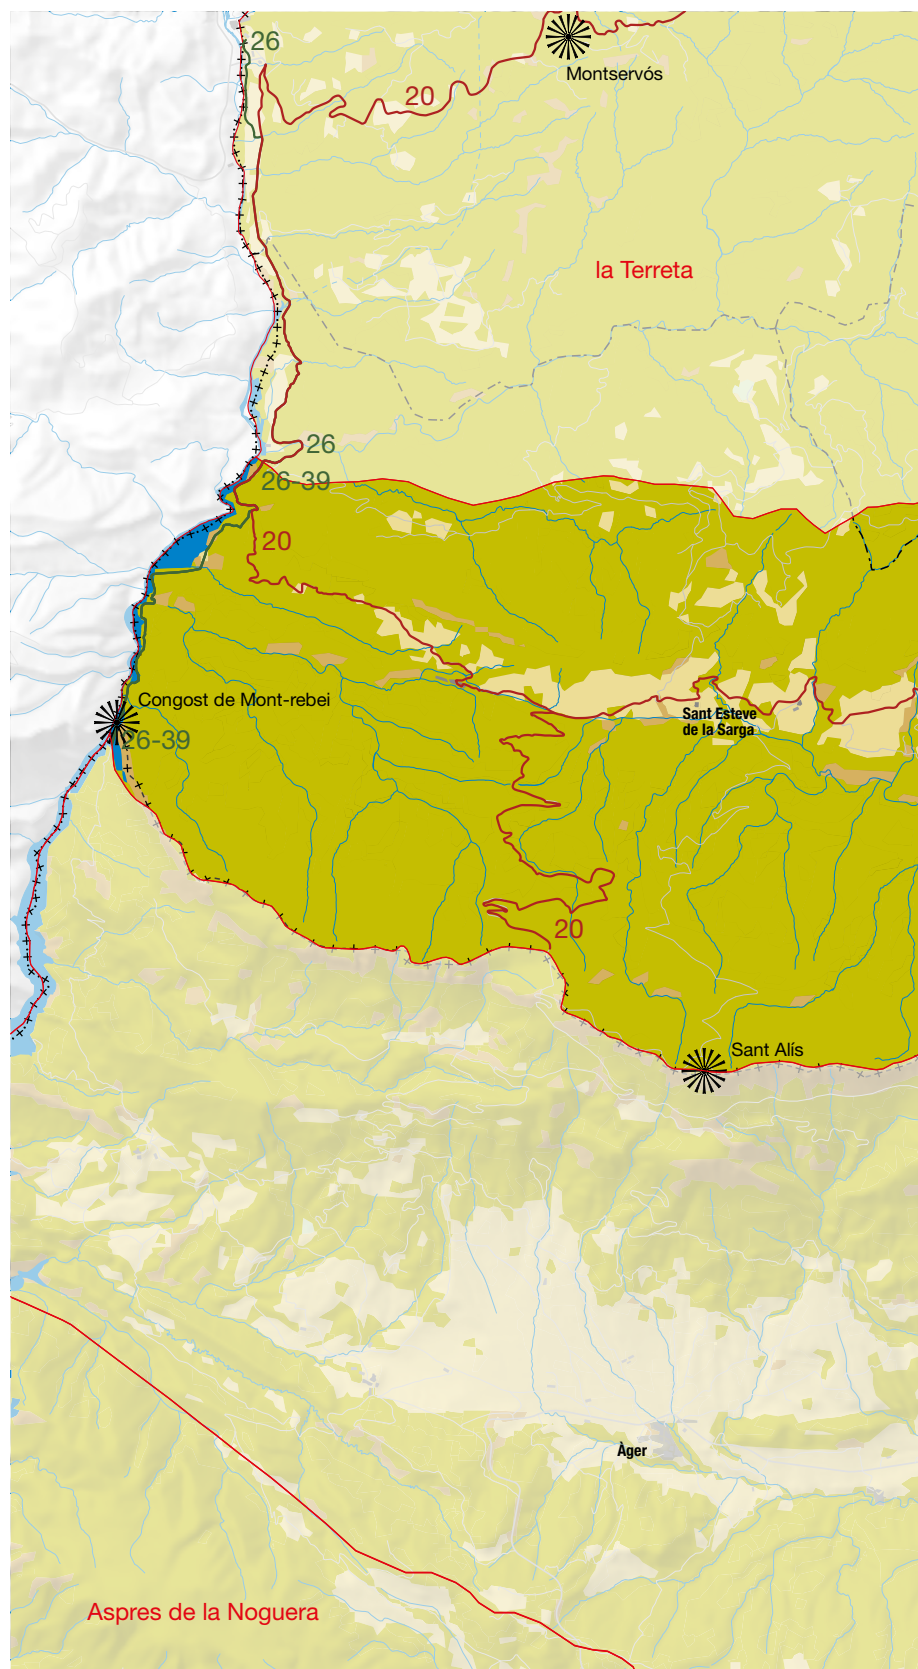 26
Montservós
20
la Terreta
26
26-39
20
Congost de Mont-rebei
Sant Esteve
de la Sarga
26-39
20
Sant Alís
Àger
Aspres de la Noguera